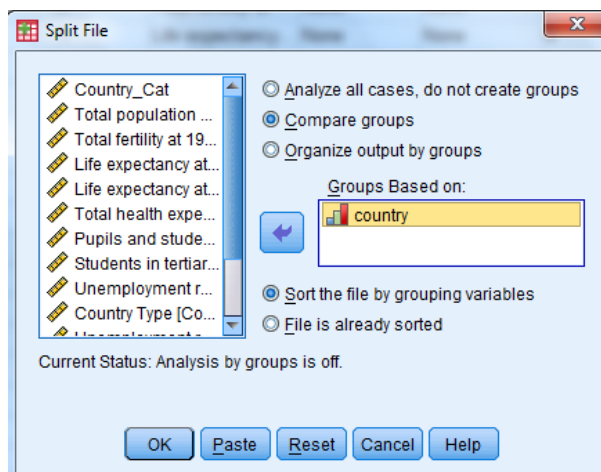 Split File
Country_Cat
Total population ...
Total fertility at 19...
Life expectancy at...
Life expectancy at...
Total health expe...
Pupils and stude...
Students in tertiar...
Unemployment r...
Country Type [Co...
Analyze all cases, do not create groups
Compare groups
Organize output by groups
Groups Based on:
country
Sort the file by grouping variables
File is already sorted
Current Status: Analysis by groups is off.
OK Paste Reset Cancel Help